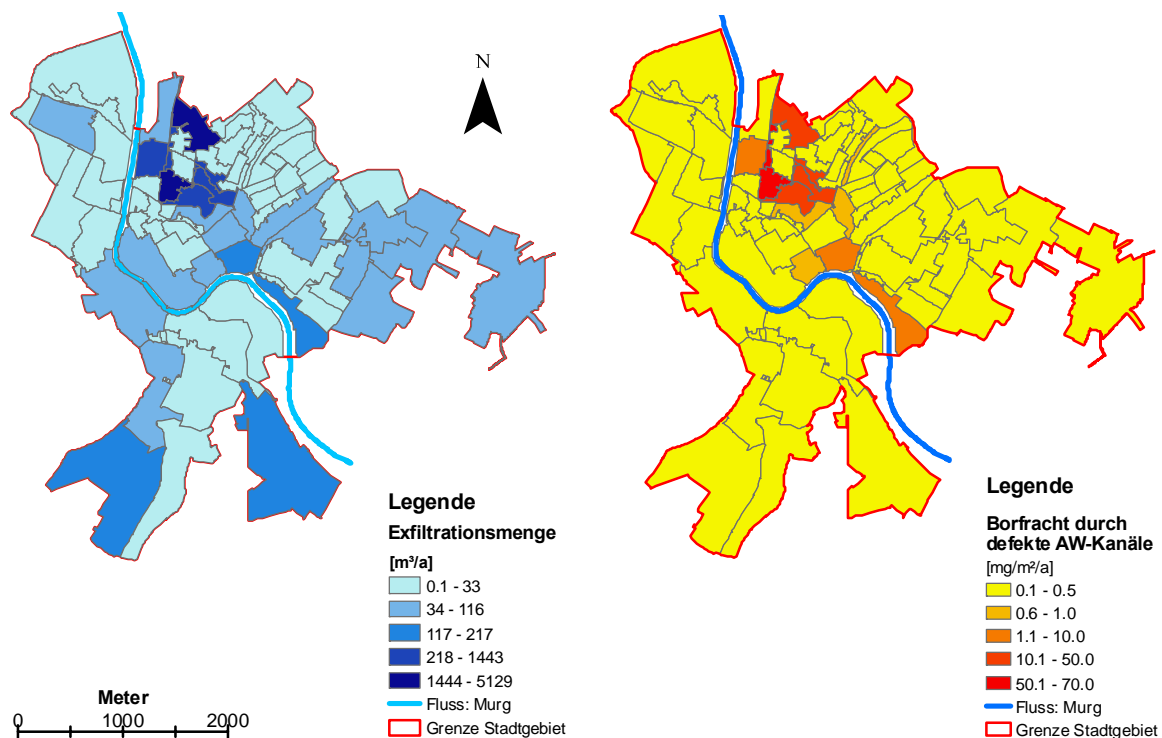 N
Legende
Exfiltrationsmenge
[m³/a]
0.1 - 33
34 - 116
117 - 217
218 - 1443
1444 - 5129
Fluss: Murg
Grenze Stadtgebiet
Meter
0 1000 2000
Legende
Borfracht durch
defekte AW-Kanäle
[mg/m²/a]
0.1 - 0.5
0.6 - 1.0
1.1 - 10.0
10.1 - 50.0
50.1 - 70.0
Fluss: Murg
Grenze Stadtgebiet